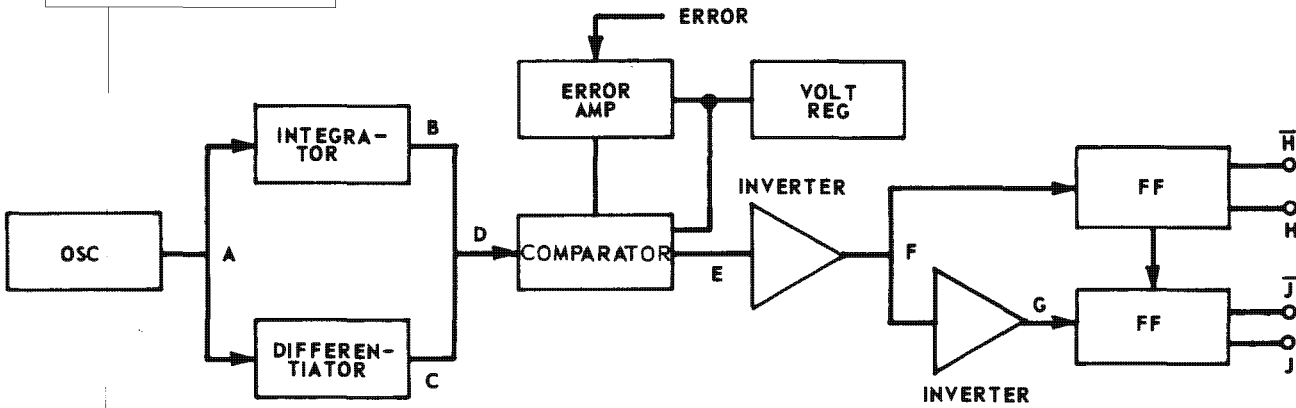 ERROR
ERROR
AMP
VOLT
REG
INTEGRA-
TOR
B
H̅
INVERTER
FF
H
OSC
A
D
COMPARATOR
E
F
J̅
G
FF
DIFFEREN-
TIATOR
C
J
INVERTER